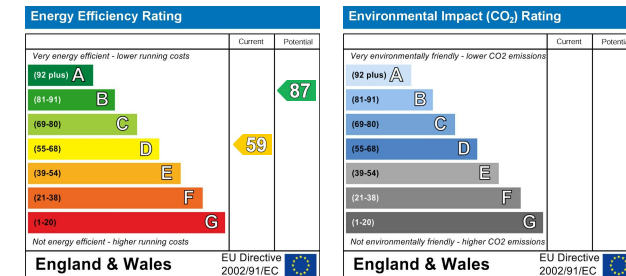 Energy Efficiency Rating
Current Potential
Very energy efficient - lower running costs
(92 plus) A
(81-91) B
87
(69-80) C
(55-68) D
59
(39-54) E
(21-38) F
(1-20) G
Not energy efficient - higher running costs
England & Wales
EU Directive
2002/91/EC
Environmental Impact (CO₂) Rating
Current Potential
Very environmentally friendly - lower CO2 emissions
(92 plus) A
(81-91) B
(69-80) C
(55-68) D
(39-54) E
(21-38) F
(1-20) G
Not environmentally friendly - higher CO2 emissions
England & Wales
EU Directive
2002/91/EC